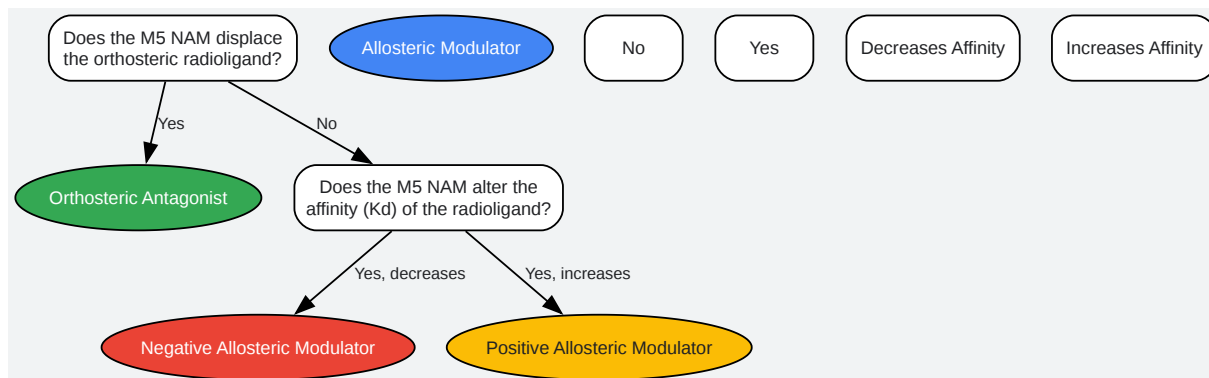 Does the M5 NAM displace
the orthosteric radioligand?
Allosteric Modulator
No
Yes
Decreases Affinity
Increases Affinity
Yes
No
Orthosteric Antagonist
Does the M5 NAM alter the
affinity (Kd) of the radioligand?
Yes, decreases
Yes, increases
Negative Allosteric Modulator
Positive Allosteric Modulator